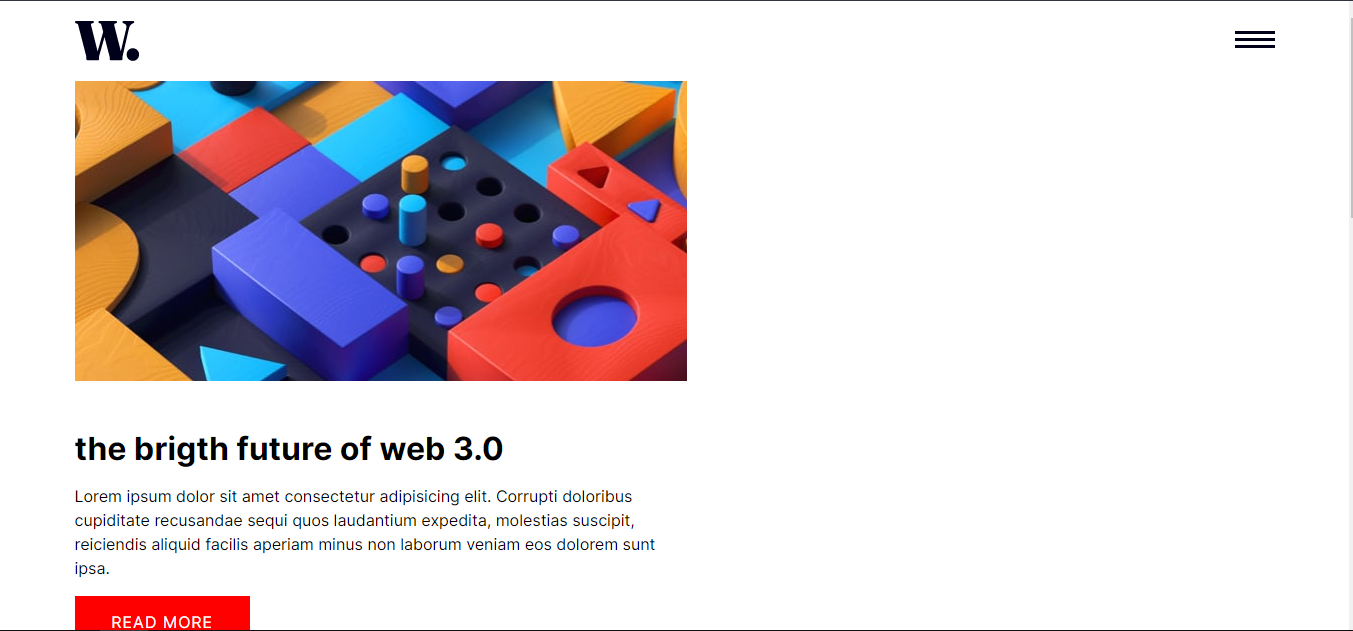 W.
the brigth future of web 3.0
Lorem ipsum dolor sit amet consectetur adipisicing elit. Corrupti doloribus
cupiditate recusandae sequi quos laudantium expedita, molestias suscipit,
reiciendis aliquid facilis aperiam minus non laborum veniam eos dolorem sunt
ipsa.
READ MORE